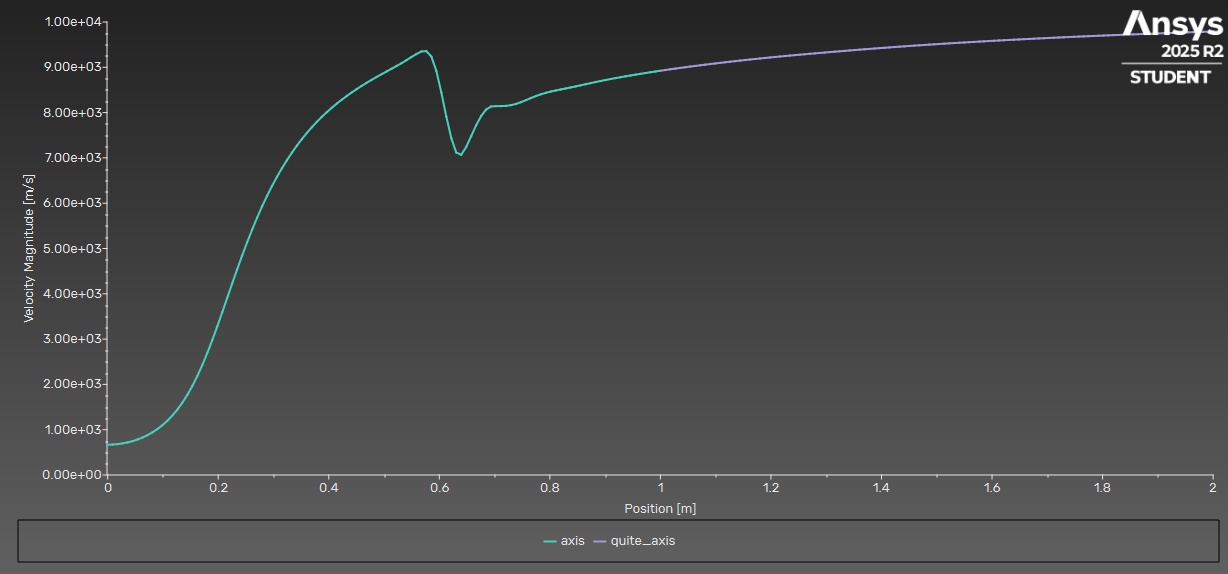 Ansys
2025 R2
STUDENT
1.00e+04
9.00e+03
8.00e+03
7.00e+03
6.00e+03
5.00e+03
4.00e+03
3.00e+03
2.00e+03
1.00e+03
0.00e+00
Velocity Magnitude [m/s]
0 0.2 0.4 0.6 0.8 1 1.2 1.4 1.6 1.8 2
Position [m]
axis quite_axis